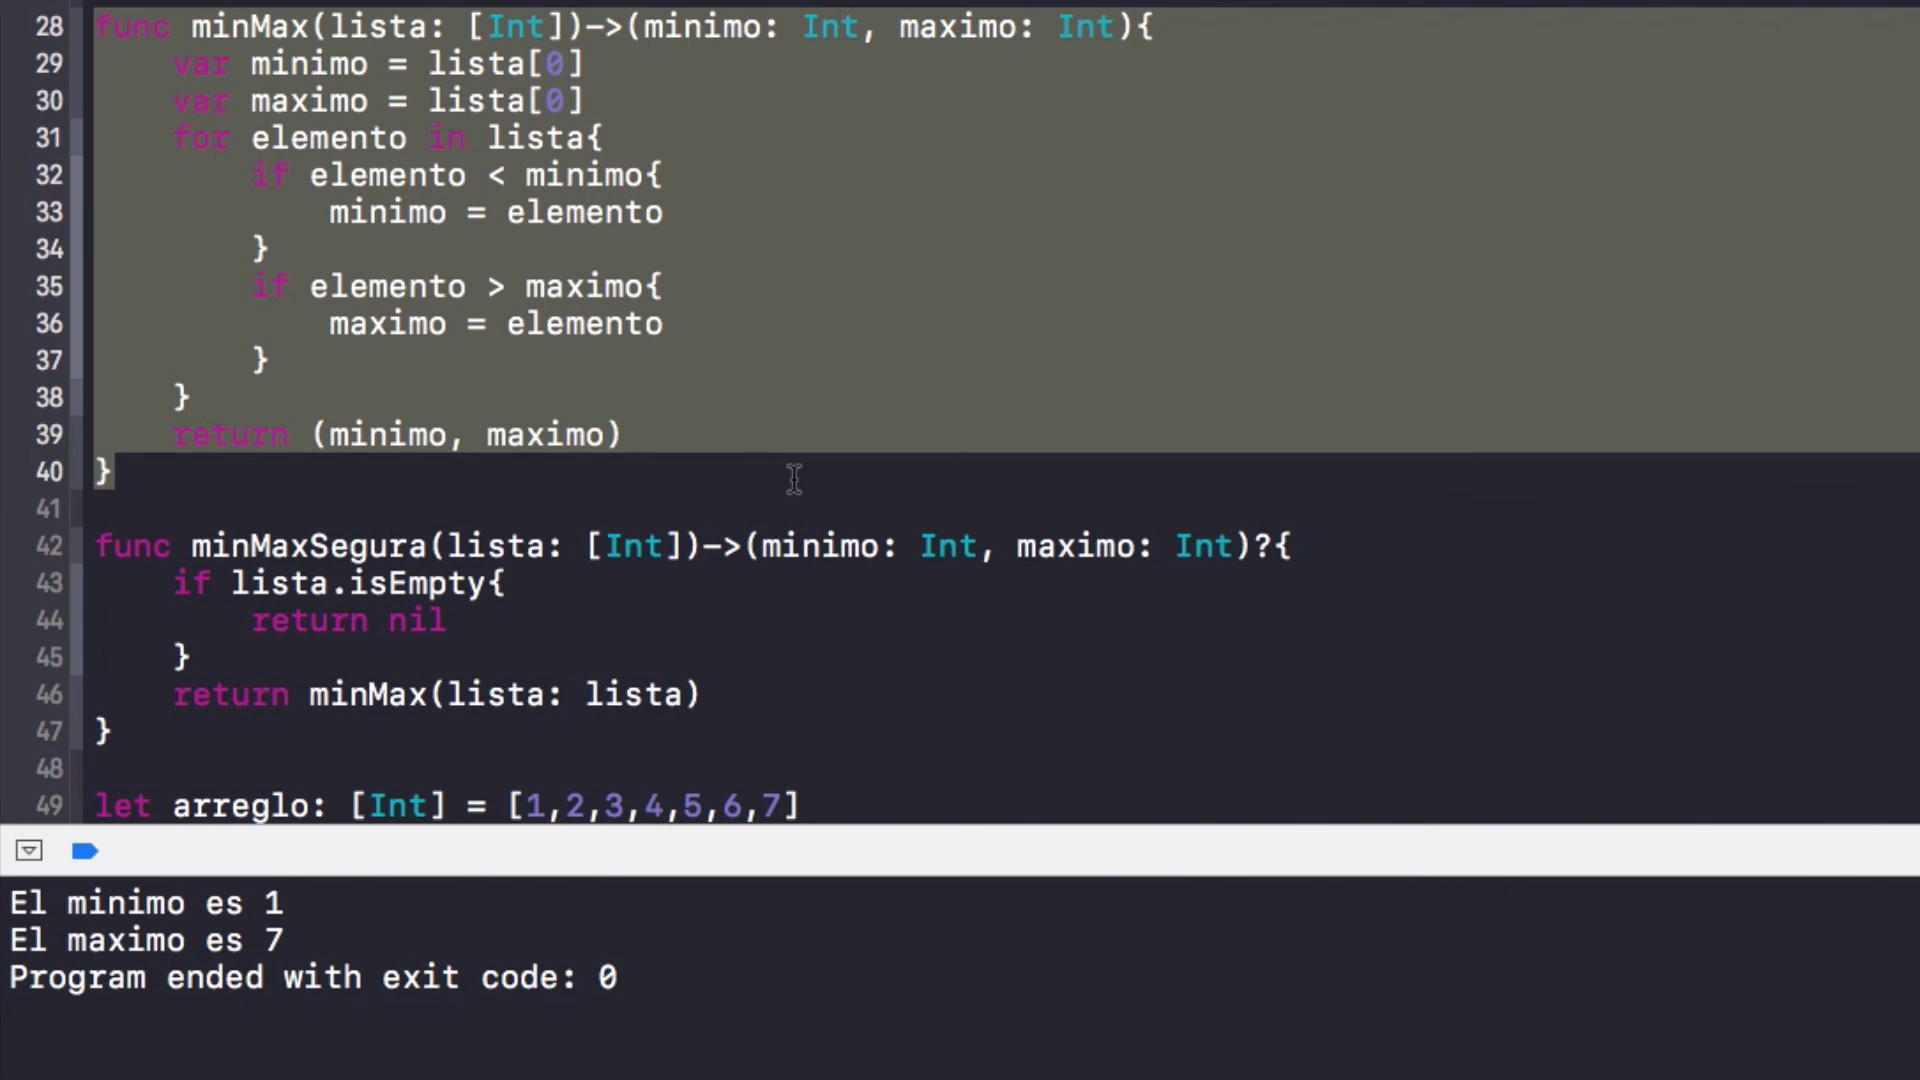 28 func minMax(lista: [Int])->(minimo: Int, maximo: Int){
29     var minimo = lista[0]
30     var maximo = lista[0]
31     for elemento in lista{
32         if elemento < minimo{
33             minimo = elemento
34         }
35         if elemento > maximo{
36             maximo = elemento
37         }
38     }
39     return (minimo, maximo)
40 }
41
42 func minMaxSegura(lista: [Int])->(minimo: Int, maximo: Int)?{
43     if lista.isEmpty{
44         return nil
45     }
46     return minMax(lista: lista)
47 }
48
49 let arreglo: [Int] = [1,2,3,4,5,6,7]
El minimo es 1
El maximo es 7
Program ended with exit code: 0